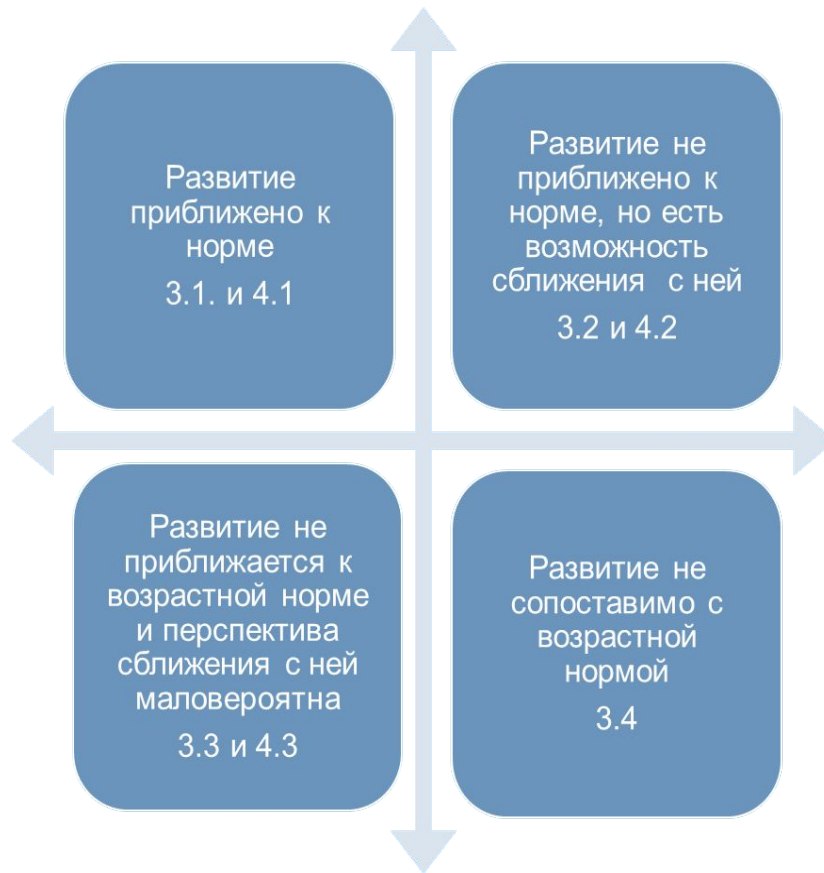 Развитие
приближено к
норме
3.1. и 4.1
Развитие не
приближено к
норме, но есть
возможность
сближения с ней
3.2 и 4.2
Развитие не
приближается к
возрастной норме
и перспектива
сближения с ней
маловероятна
3.3 и 4.3
Развитие не
сопоставимо с
возрастной
нормой
3.4